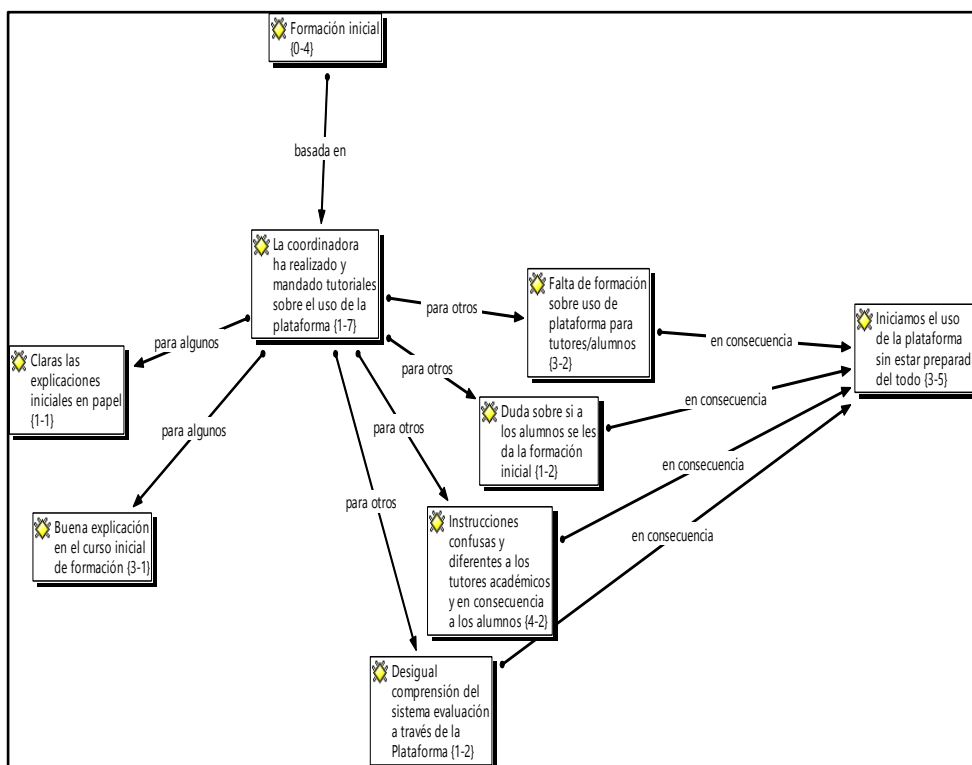 Formación inicial
{0-4}
basada en
La coordinadora
ha realizado y
mandado tutoriales
sobre el uso de la
plataforma {1-7}
para otros
Falta de formación
sobre uso de
plataforma para
tutores/alumnos
{3-2}
en consecuencia
Iniciamos el uso
de la plataforma
sin estar preparad
del todo {3-5}
para algunos
Claras las
explicaciones
iniciales en papel
{1-1}
para otros
Duda sobre si a
los alumnos se les
da la formación
inicial {1-2}
en consecuencia
para algunos
Buena explicación
en el curso inicial
de formación {3-1}
para otros
Instrucciones
confusas y
diferentes a los
tutores académicos
y en consecuencia
a los alumnos {4-2}
en consecuencia
para otros
Desigual
comprensión del
sistema evaluación
a través de la
Plataforma {1-2}
en consecuencia